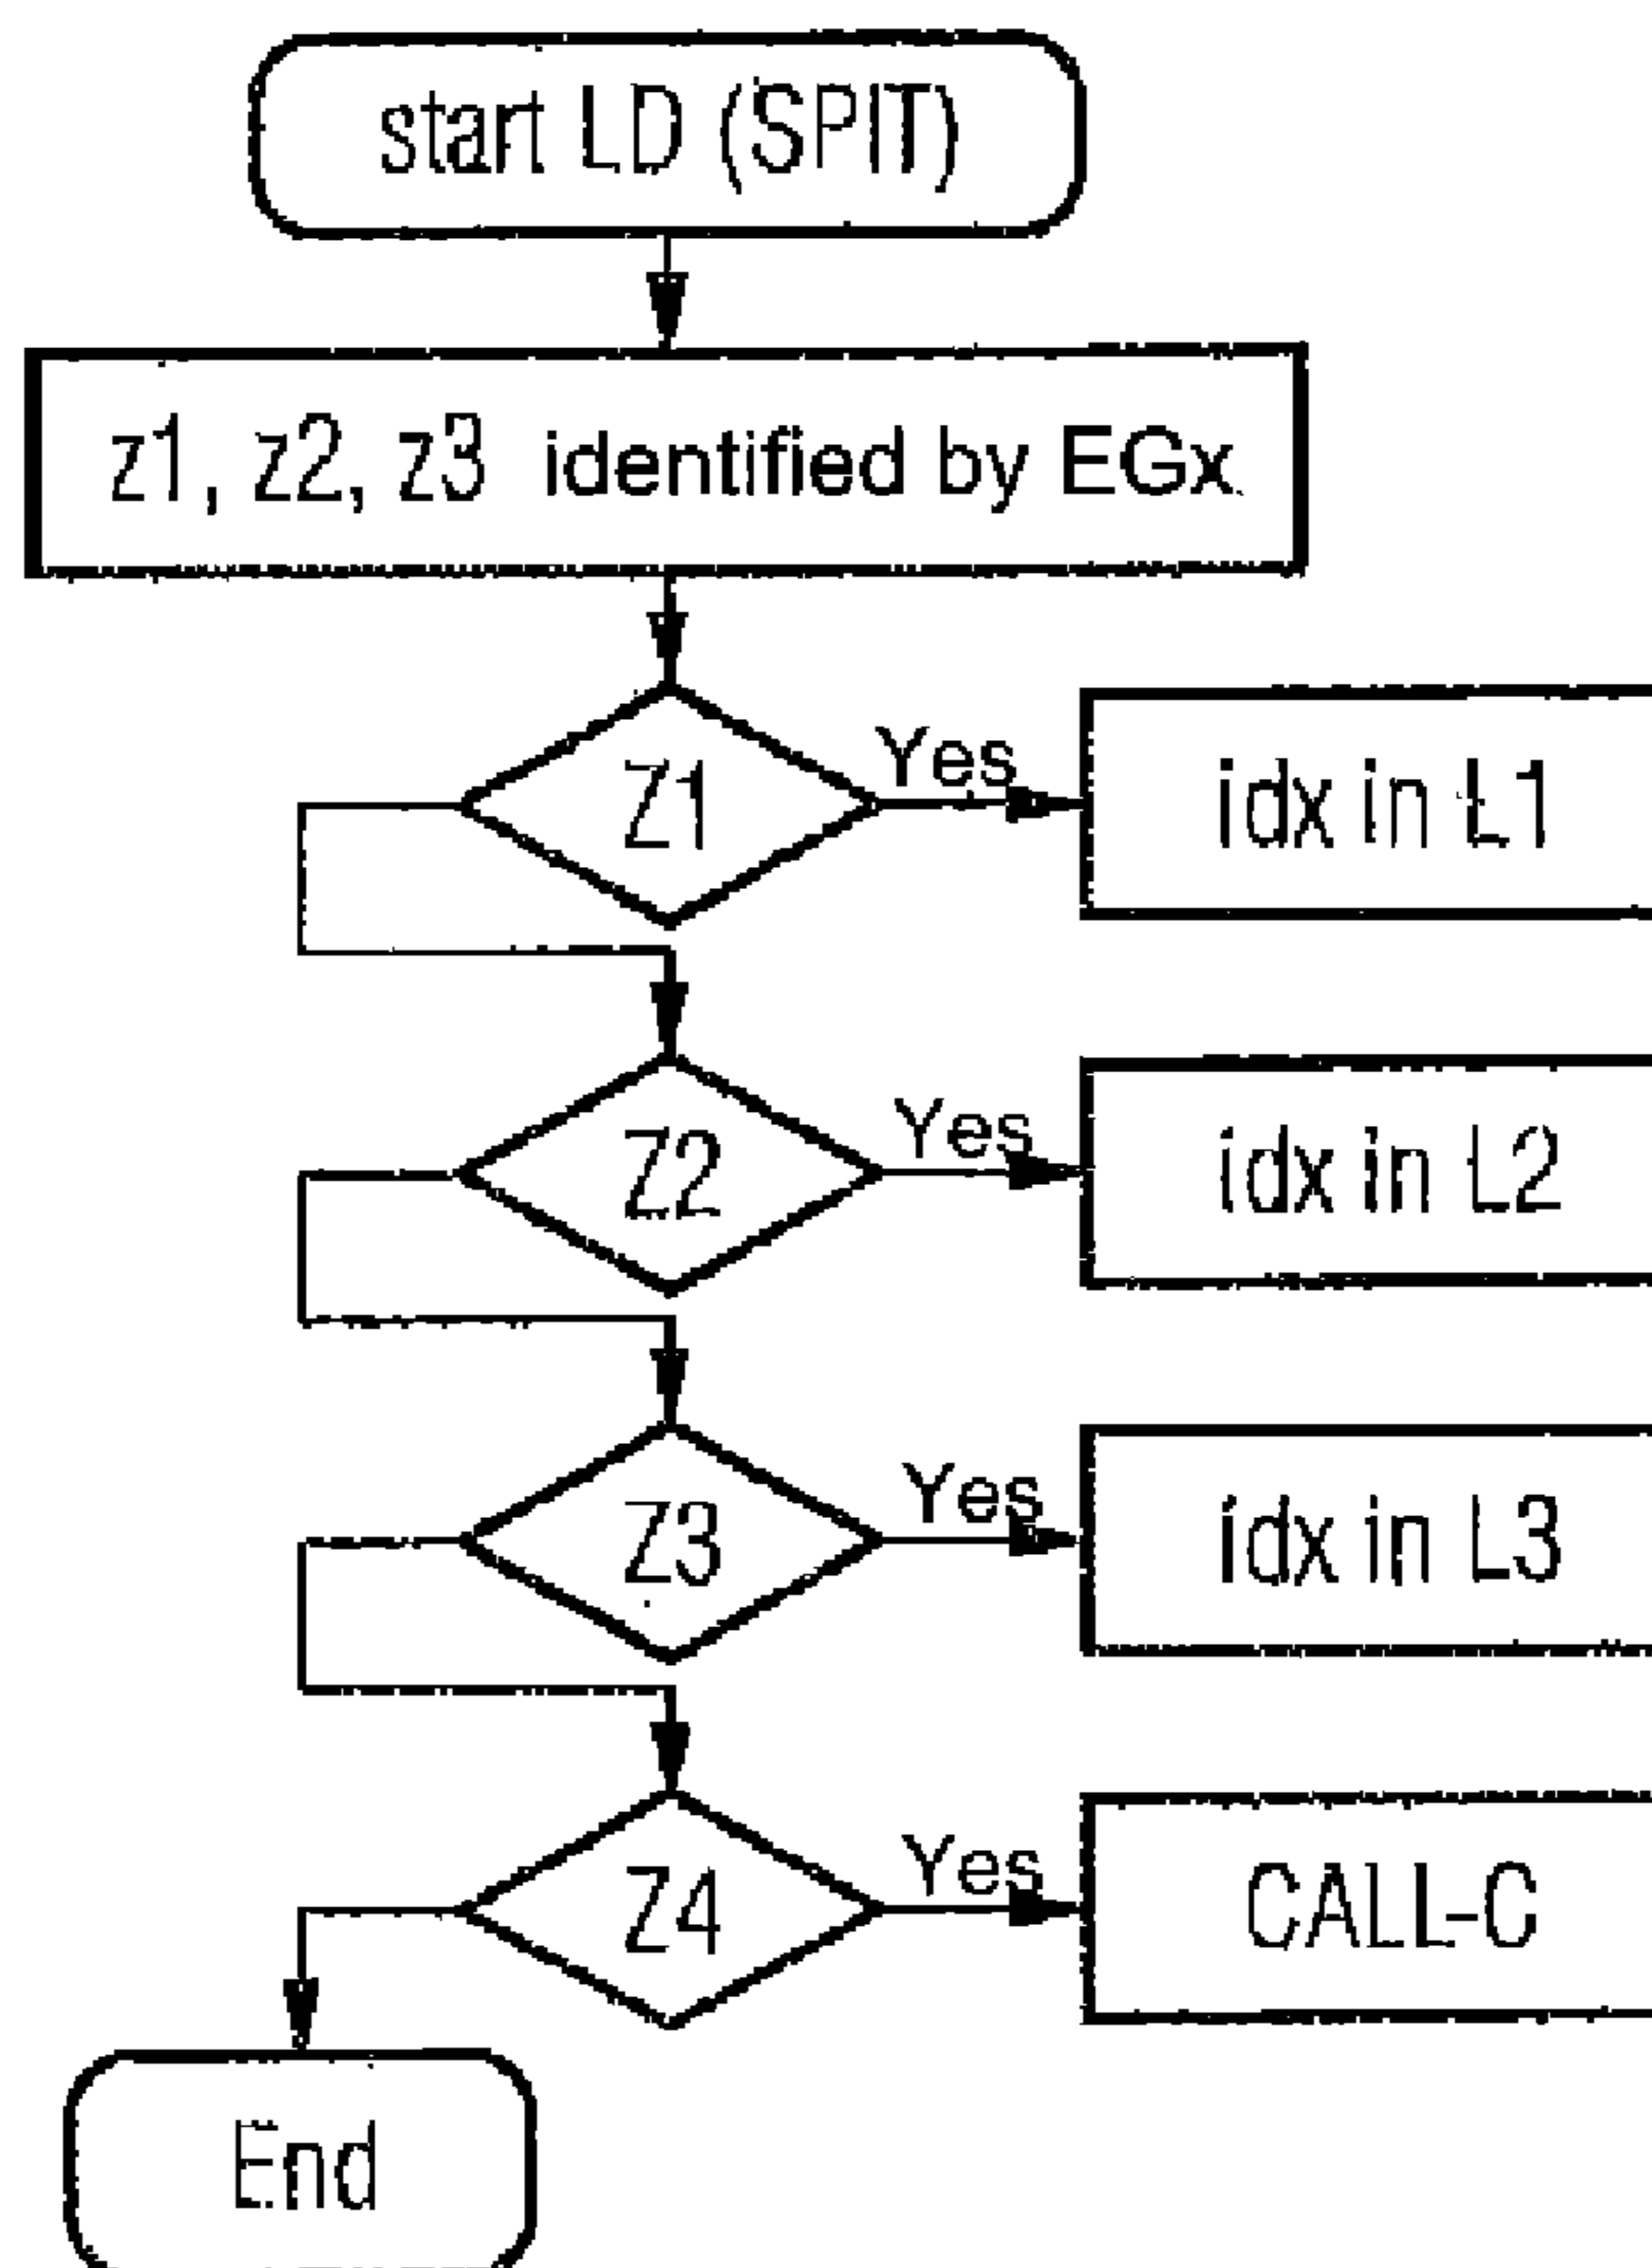 start LD (SPIT)
z1, z2, z3 identified by EGx
Z1
Yes
idx in L1
Z2
Yes
idx in L2
Z3
Yes
idx in L3
Z4
Yes
CALL-C
End